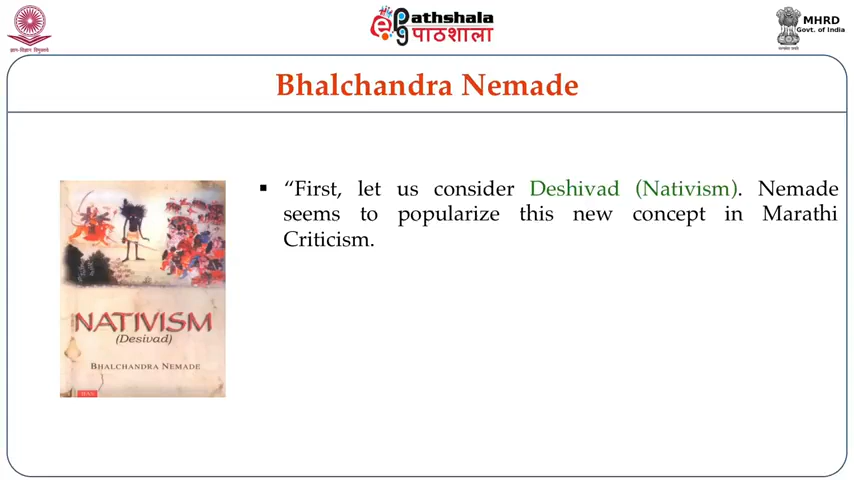 ePathshala
पाठशाला
MHRD
Govt. of India
Bhalchandra Nemade
“First, let us consider Deshivad (Nativism). Nemade
seems to popularize this new concept in Marathi
Criticism.
NATIVISM
(Desivad)
BHALCHANDRA NEMADE